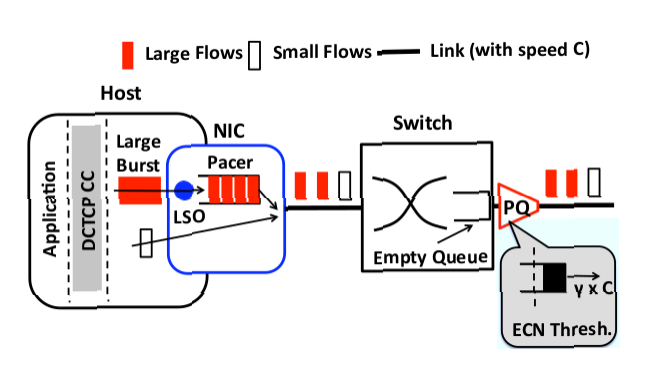 Large Flows
Small Flows
Link (with speed C)
Host
NIC
Switch
Application
DCTCP CC
Large
Burst
Pacer
LSO
Empty Queue
PQ
y x C
ECN Thresh.